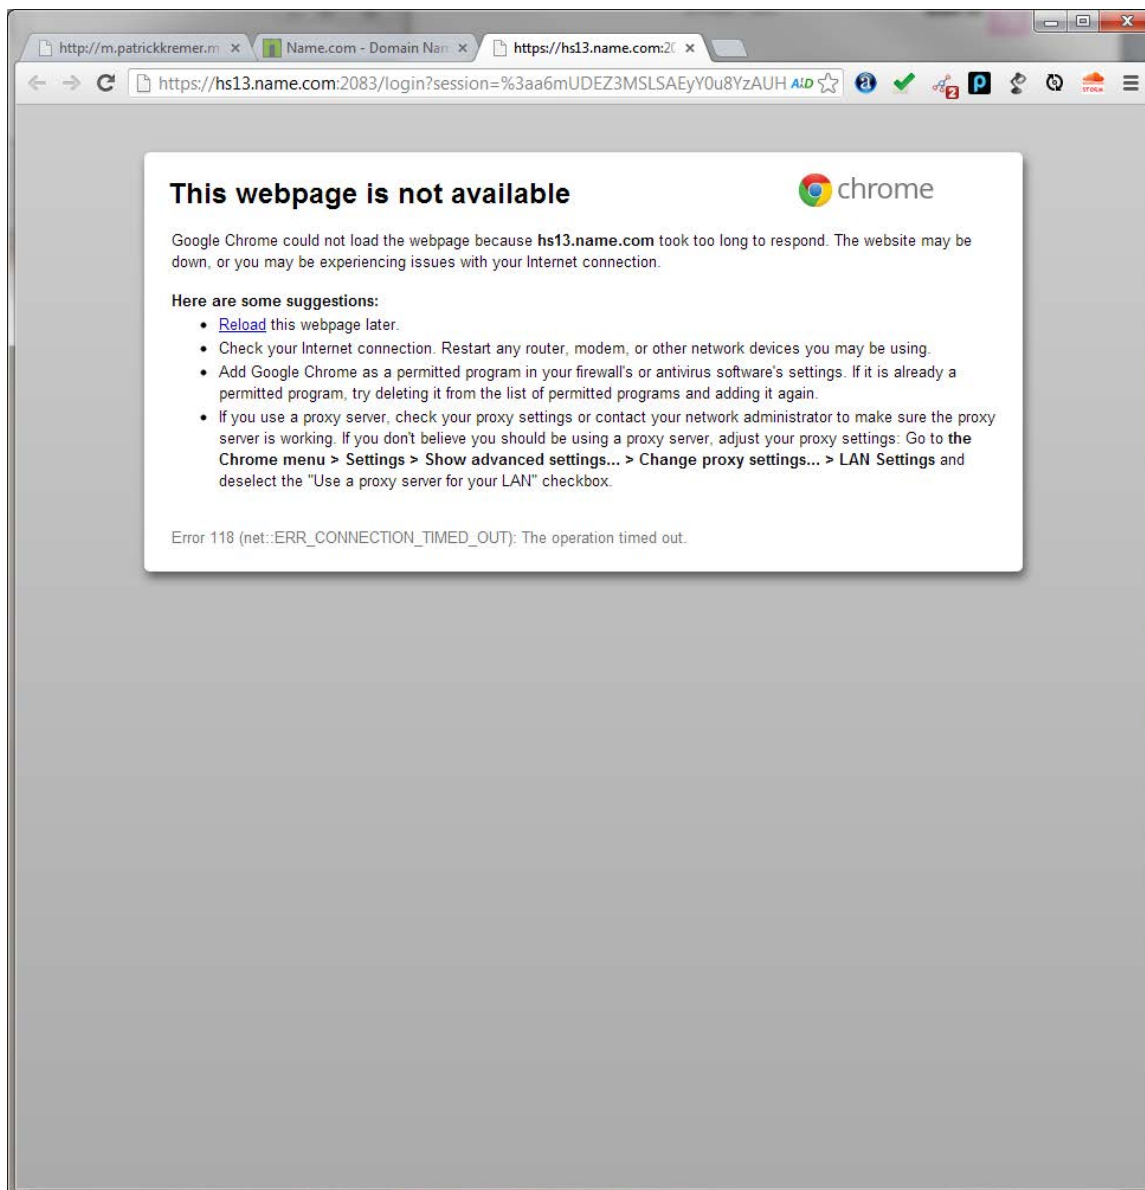 http://m.patrickkremer.m
Name.com - Domain Nam
https://hs13.name.com:20
https://hs13.name.com:2083/login?session=%3aa6mUDEZ3MSLSAEyY0u8YzAUH
This webpage is not available
chrome
Google Chrome could not load the webpage because hs13.name.com took too long to respond. The website may be
down, or you may be experiencing issues with your Internet connection.
Here are some suggestions:
• Reload this webpage later.
• Check your Internet connection. Restart any router, modem, or other network devices you may be using.
• Add Google Chrome as a permitted program in your firewall's or antivirus software's settings. If it is already a
permitted program, try deleting it from the list of permitted programs and adding it again.
• If you use a proxy server, check your proxy settings or contact your network administrator to make sure the proxy
server is working. If you don't believe you should be using a proxy server, adjust your proxy settings: Go to the
Chrome menu > Settings > Show advanced settings... > Change proxy settings... > LAN Settings and
deselect the "Use a proxy server for your LAN" checkbox.
Error 118 (net::ERR_CONNECTION_TIMED_OUT): The operation timed out.